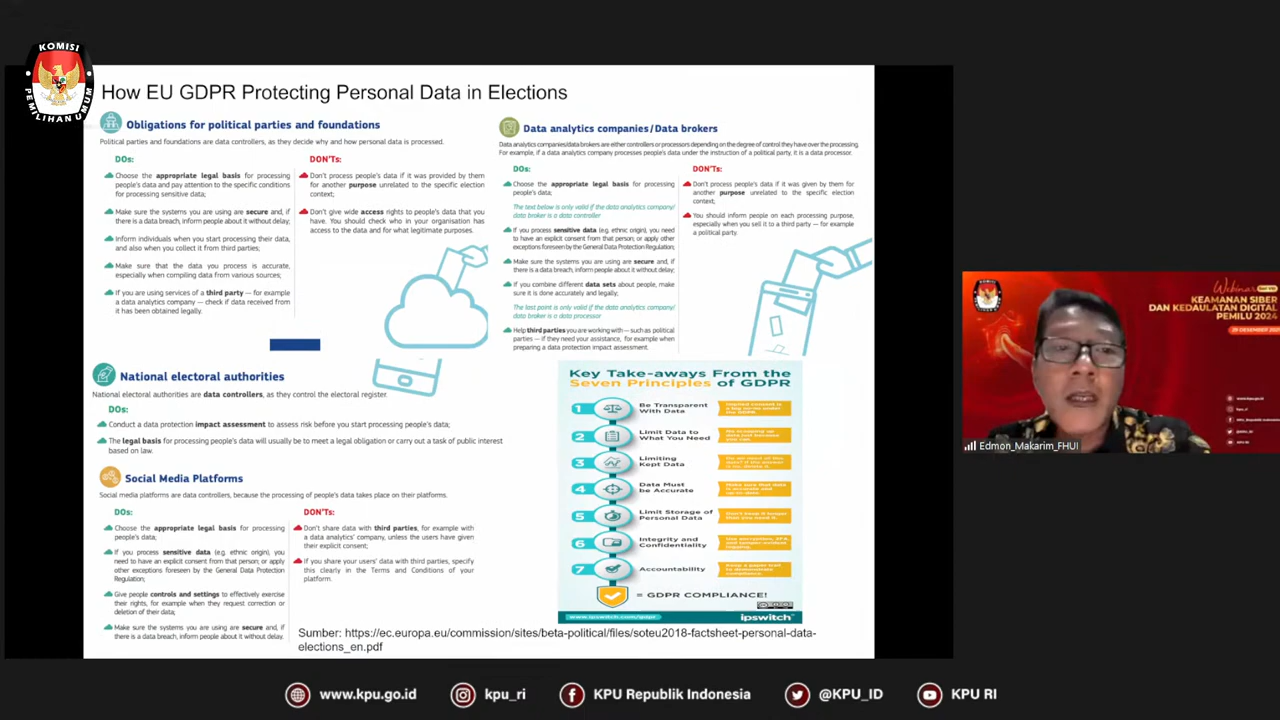 KOMISI
PEMILIHAN UMUM
How EU GDPR Protecting Personal Data in Elections
Obligations for political parties and foundations
Political parties and foundations are data controllers, as they decide why and how personal data is processed.
DOs:
Choose the appropriate legal basis for processing
people's data and pay attention to the specific conditions
for processing sensitive data;
Make sure the systems you are using are secure and, if
there is a data breach, inform people about it without delay;
Inform individuals when you start processing their data,
and also when you collect it from third parties;
Make sure that the data you process is accurate,
especially when compiling data from various sources;
If you are using services of a third party — for example
a data analytics company — check if data received from
it has been obtained legally.
DON'Ts:
Don't process people's data if it was provided by them
for another purpose unrelated to the specific election
context;
Don't give wide access rights to people's data that you
have. You should check who in your organisation has
access to the data and for what legitimate purposes.
Data analytics companies/Data brokers
Data analytics companies/data brokers are either controllers or processors depending on the degree of control they have over the processing.
For example, if a data analytics company processes people's data under the instruction of a political party, it is a data processor.
DOs:
Choose the appropriate legal basis for processing
people's data;
The text below is only valid if the data analytics company/
data broker is a data controller
If you process sensitive data (e.g. ethnic origin), you need
to have an explicit consent from that person, or apply other
exceptions foreseen by the General Data Protection Regulation;
Make sure the systems you are using are secure and, if
there is a data breach, inform people about it without delay;
If you combine different data sets about people, make
sure it is done accurately and legally,
The last point is only valid if the data analytics company/
data broker is a data processor
Help third parties you are working with — such as political
parties — if they need your assistance, for example when
preparing a data protection impact assessment.
DON'Ts:
Don't process people's data if it was given by them for
another purpose unrelated to the specific election
context;
You should inform people on each processing purpose,
especially when you sell it to a third party — for example
a political party.
National electoral authorities
National electoral authorities are data controllers, as they control the electoral register.
DOs:
Conduct a data protection impact assessment to assess risk before you start processing people's data;
The legal basis for processing people's data will usually be to meet a legal obligation or carry out a task of public interest
based on law.
Social Media Platforms
Social media platforms are data controllers, because the processing of people's data takes place on their platforms.
DOs:
Choose the appropriate legal basis for processing
people's data;
If you process sensitive data (e.g. ethnic origin), you
need to have an explicit consent from that person, or apply
other exceptions foreseen by the General Data Protection
Regulation;
Give people controls and settings to effectively exercise
their rights, for example when they request correction or
deletion of their data;
Make sure the systems you are using are secure and, if
there is a data breach, inform people about it without delay.
DON'Ts:
Don't share data with third parties, for example with
a data analytics' company, unless the users have given
their explicit consent;
If you share your users' data with third parties, specify
this clearly in the Terms and Conditions of your
platform.
Key Take-aways From the
Seven Principles of GDPR
1 Be Transparent
With Data
2 Limit Data to
What You Need
3 Limiting
Kept Data
4 Data Must
be Accurate
5 Limit Storage of
Personal Data
6 Integrity and
Confidentiality
7 Accountability
= GDPR COMPLIANCE!
www.ipswitch.com/gdpr
ipswitch
Sumber: https://ec.europa.eu/commission/sites/beta-political/files/soteu2018-factsheet-personal-data-
elections_en.pdf
Webinar
KEAMANAN SIBER
DAN KEDAULATAN DIGITAL
PEMILU 2024
Edmon_Makarim_FHUI
www.kpu.go.id
kpu_ri
KPU Republik Indonesia
@KPU_ID
KPU RI